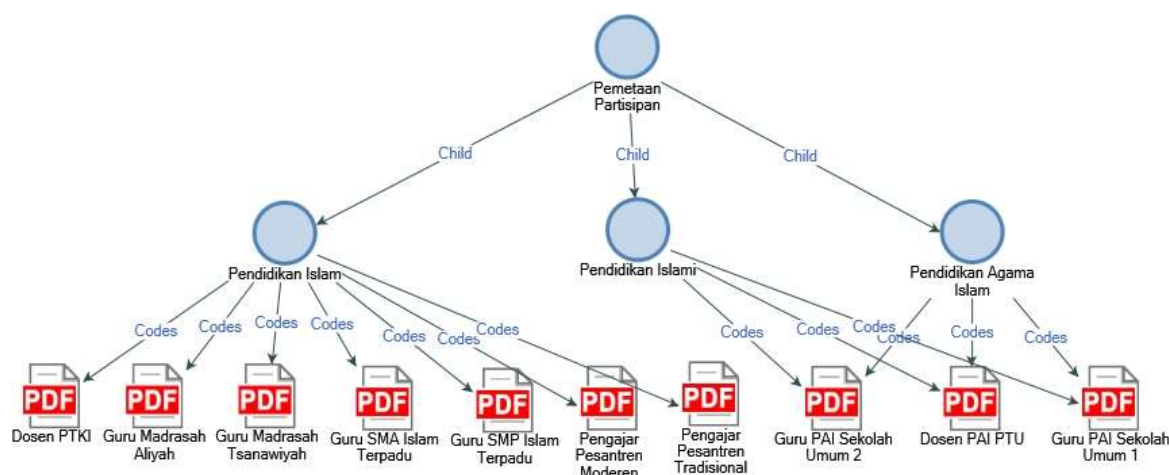 Pemetaan
Partisipan
Child
Child
Child
Pendidikan Islam
Pendidikan Islami
Pendidikan Agama
Islam
Codes
Codes
Codes
Codes
Codes
Codes
Codes
Codes
Codes
Codes
Codes
Codes
Codes
PDF
PDF
PDF
PDF
PDF
PDF
PDF
PDF
PDF
PDF
Dosen PTKI
Guru Madrasah
Aliyah
Guru Madrasah
Tsanawiyah
Guru SMA Islam
Terpadu
Guru SMP Islam
Terpadu
Pengajar
Pesantren
Moderen
Pengajar
Pesantren
Tradisional
Guru PAI Sekolah
Umum 2
Dosen PAI PTU
Guru PAI Sekolah
Umum 1